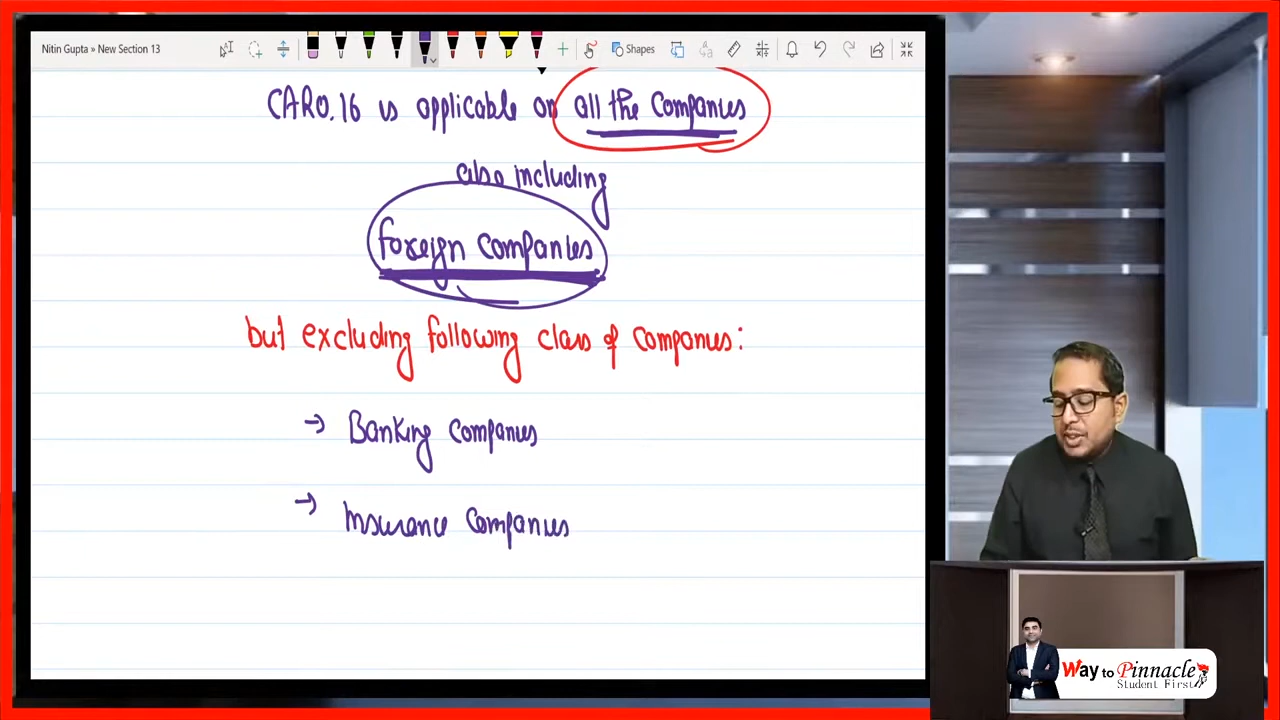 Nitin Gupta » New Section 13
Shapes
CARO.16 is applicable on all the Companies
also including
foreign companies
but excluding following class of companies:
→ Banking companies
→ Insurance companies
Way to Pinnacle
Student First